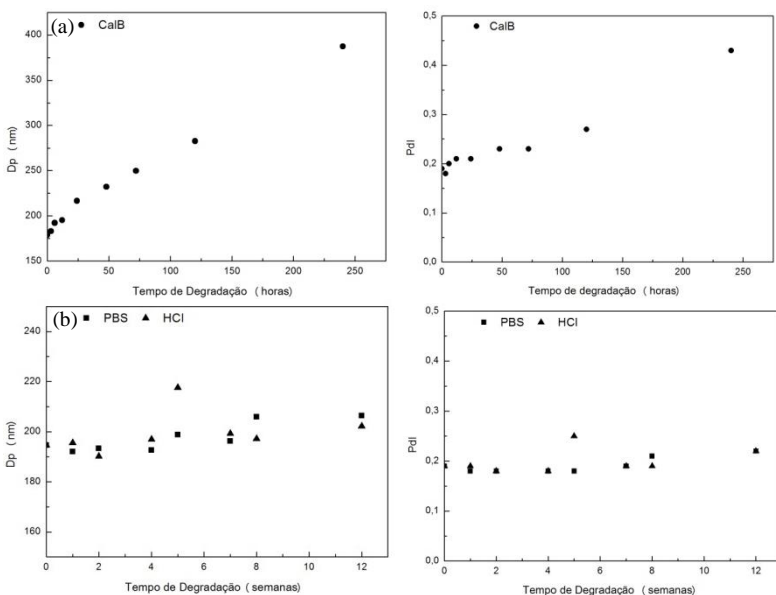 (a)
CalB
400
350
300
250
200
150
Dp (nm)
0 50 100 150 200 250
Tempo de Degradação (horas)
CalB
0,5
0,4
0,3
0,2
0,1
0,0
PdI
0 50 100 150 200 250
Tempo de degradação (horas)
(b)
PBS HCl
240
220
200
180
160
Dp (nm)
0 2 4 6 8 10 12
Tempo de Degradação (semanas)
PBS HCl
0,5
0,4
0,3
0,2
0,1
0,0
PdI
0 2 4 6 8 10 12
Tempo de Degradação (semanas)